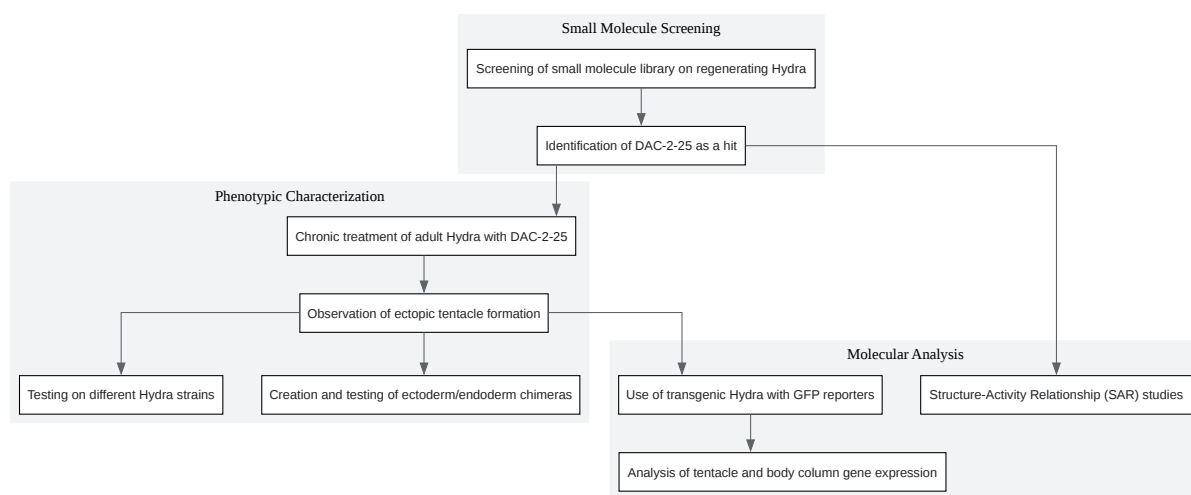 Small Molecule Screening
Screening of small molecule library on regenerating Hydra
Identification of DAC-2-25 as a hit
Phenotypic Characterization
Chronic treatment of adult Hydra with DAC-2-25
Observation of ectopic tentacle formation
Testing on different Hydra strains
Creation and testing of ectoderm/endoderm chimeras
Molecular Analysis
Use of transgenic Hydra with GFP reporters
Structure-Activity Relationship (SAR) studies
Analysis of tentacle and body column gene expression